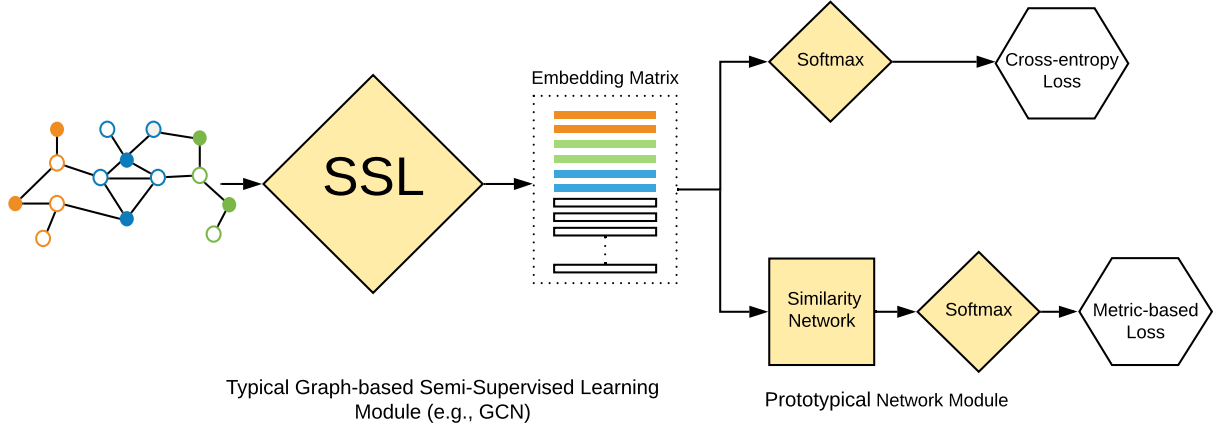 Embedding Matrix
SSL
Softmax
Cross-entropy
Loss
Similarity
Network
Softmax
Metric-based
Loss
Typical Graph-based Semi-Supervised Learning
Module (e.g., GCN)
Prototypical Network Module